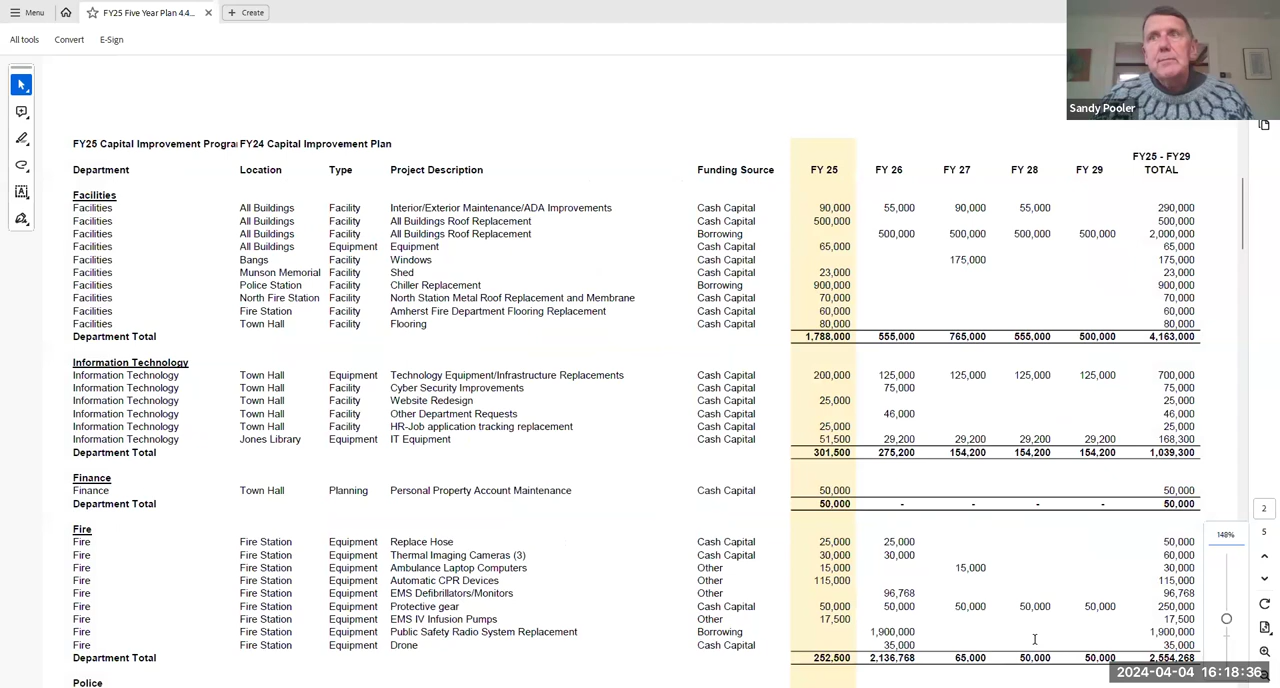 Menu FY25 Five Year Plan 4.4... Create
All tools Convert E-Sign
Sandy Pooler
FY25 Capital Improvement Progra FY24 Capital Improvement Plan
FY25 - FY29
Department Location Type Project Description Funding Source FY 25 FY 26 FY 27 FY 28 FY 29 TOTAL
Facilities
Facilities All Buildings Facility Interior/Exterior Maintenance/ADA Improvements Cash Capital 90,000 55,000 90,000 55,000 290,000
Facilities All Buildings Facility All Buildings Roof Replacement Cash Capital 500,000 500,000
Facilities All Buildings Facility All Buildings Roof Replacement Borrowing 500,000 500,000 500,000 500,000 2,000,000
Facilities All Buildings Equipment Equipment Cash Capital 65,000 65,000
Facilities Bangs Facility Windows Cash Capital 175,000 175,000
Facilities Munson Memorial Facility Shed Cash Capital 23,000 23,000
Facilities Police Station Facility Chiller Replacement Borrowing 900,000 900,000
Facilities North Fire Station Facility North Station Metal Roof Replacement and Membrane Cash Capital 70,000 70,000
Facilities Fire Station Facility Amherst Fire Department Flooring Replacement Cash Capital 60,000 60,000
Facilities Town Hall Facility Flooring Cash Capital 80,000 80,000
Department Total 1,788,000 555,000 765,000 555,000 500,000 4,163,000
Information Technology
Information Technology Town Hall Equipment Technology Equipment/Infrastructure Replacements Cash Capital 200,000 125,000 125,000 125,000 125,000 700,000
Information Technology Town Hall Facility Cyber Security Improvements Cash Capital 75,000 75,000
Information Technology Town Hall Facility Website Redesign Cash Capital 25,000 25,000
Information Technology Town Hall Facility Other Department Requests Cash Capital 46,000 46,000
Information Technology Town Hall Facility HR-Job application tracking replacement Cash Capital 25,000 25,000
Information Technology Jones Library Equipment IT Equipment Cash Capital 51,500 29,200 29,200 29,200 29,200 168,300
Department Total 301,500 275,200 154,200 154,200 154,200 1,039,300
Finance
Finance Town Hall Planning Personal Property Account Maintenance Cash Capital 50,000 50,000
Department Total 50,000 - - - - 50,000
2
5
148%
Fire
Fire Fire Station Equipment Replace Hose Cash Capital 25,000 25,000 50,000
Fire Fire Station Equipment Thermal Imaging Cameras (3) Cash Capital 30,000 30,000 60,000
Fire Fire Station Equipment Ambulance Laptop Computers Other 15,000 15,000 30,000
Fire Fire Station Equipment Automatic CPR Devices Other 115,000 115,000
Fire Fire Station Equipment EMS Defibrillators/Monitors Other 96,768 96,768
Fire Fire Station Equipment Protective gear Cash Capital 50,000 50,000 50,000 50,000 50,000 250,000
Fire Fire Station Equipment EMS IV Infusion Pumps Other 17,500 17,500
Fire Fire Station Equipment Public Safety Radio System Replacement Borrowing 1,900,000 1,900,000
Fire Fire Station Equipment Drone Cash Capital 35,000 35,000
Department Total 252,500 2,136,768 65,000 50,000 50,000 2,554,268
2024-04-04 16:18:36
Police